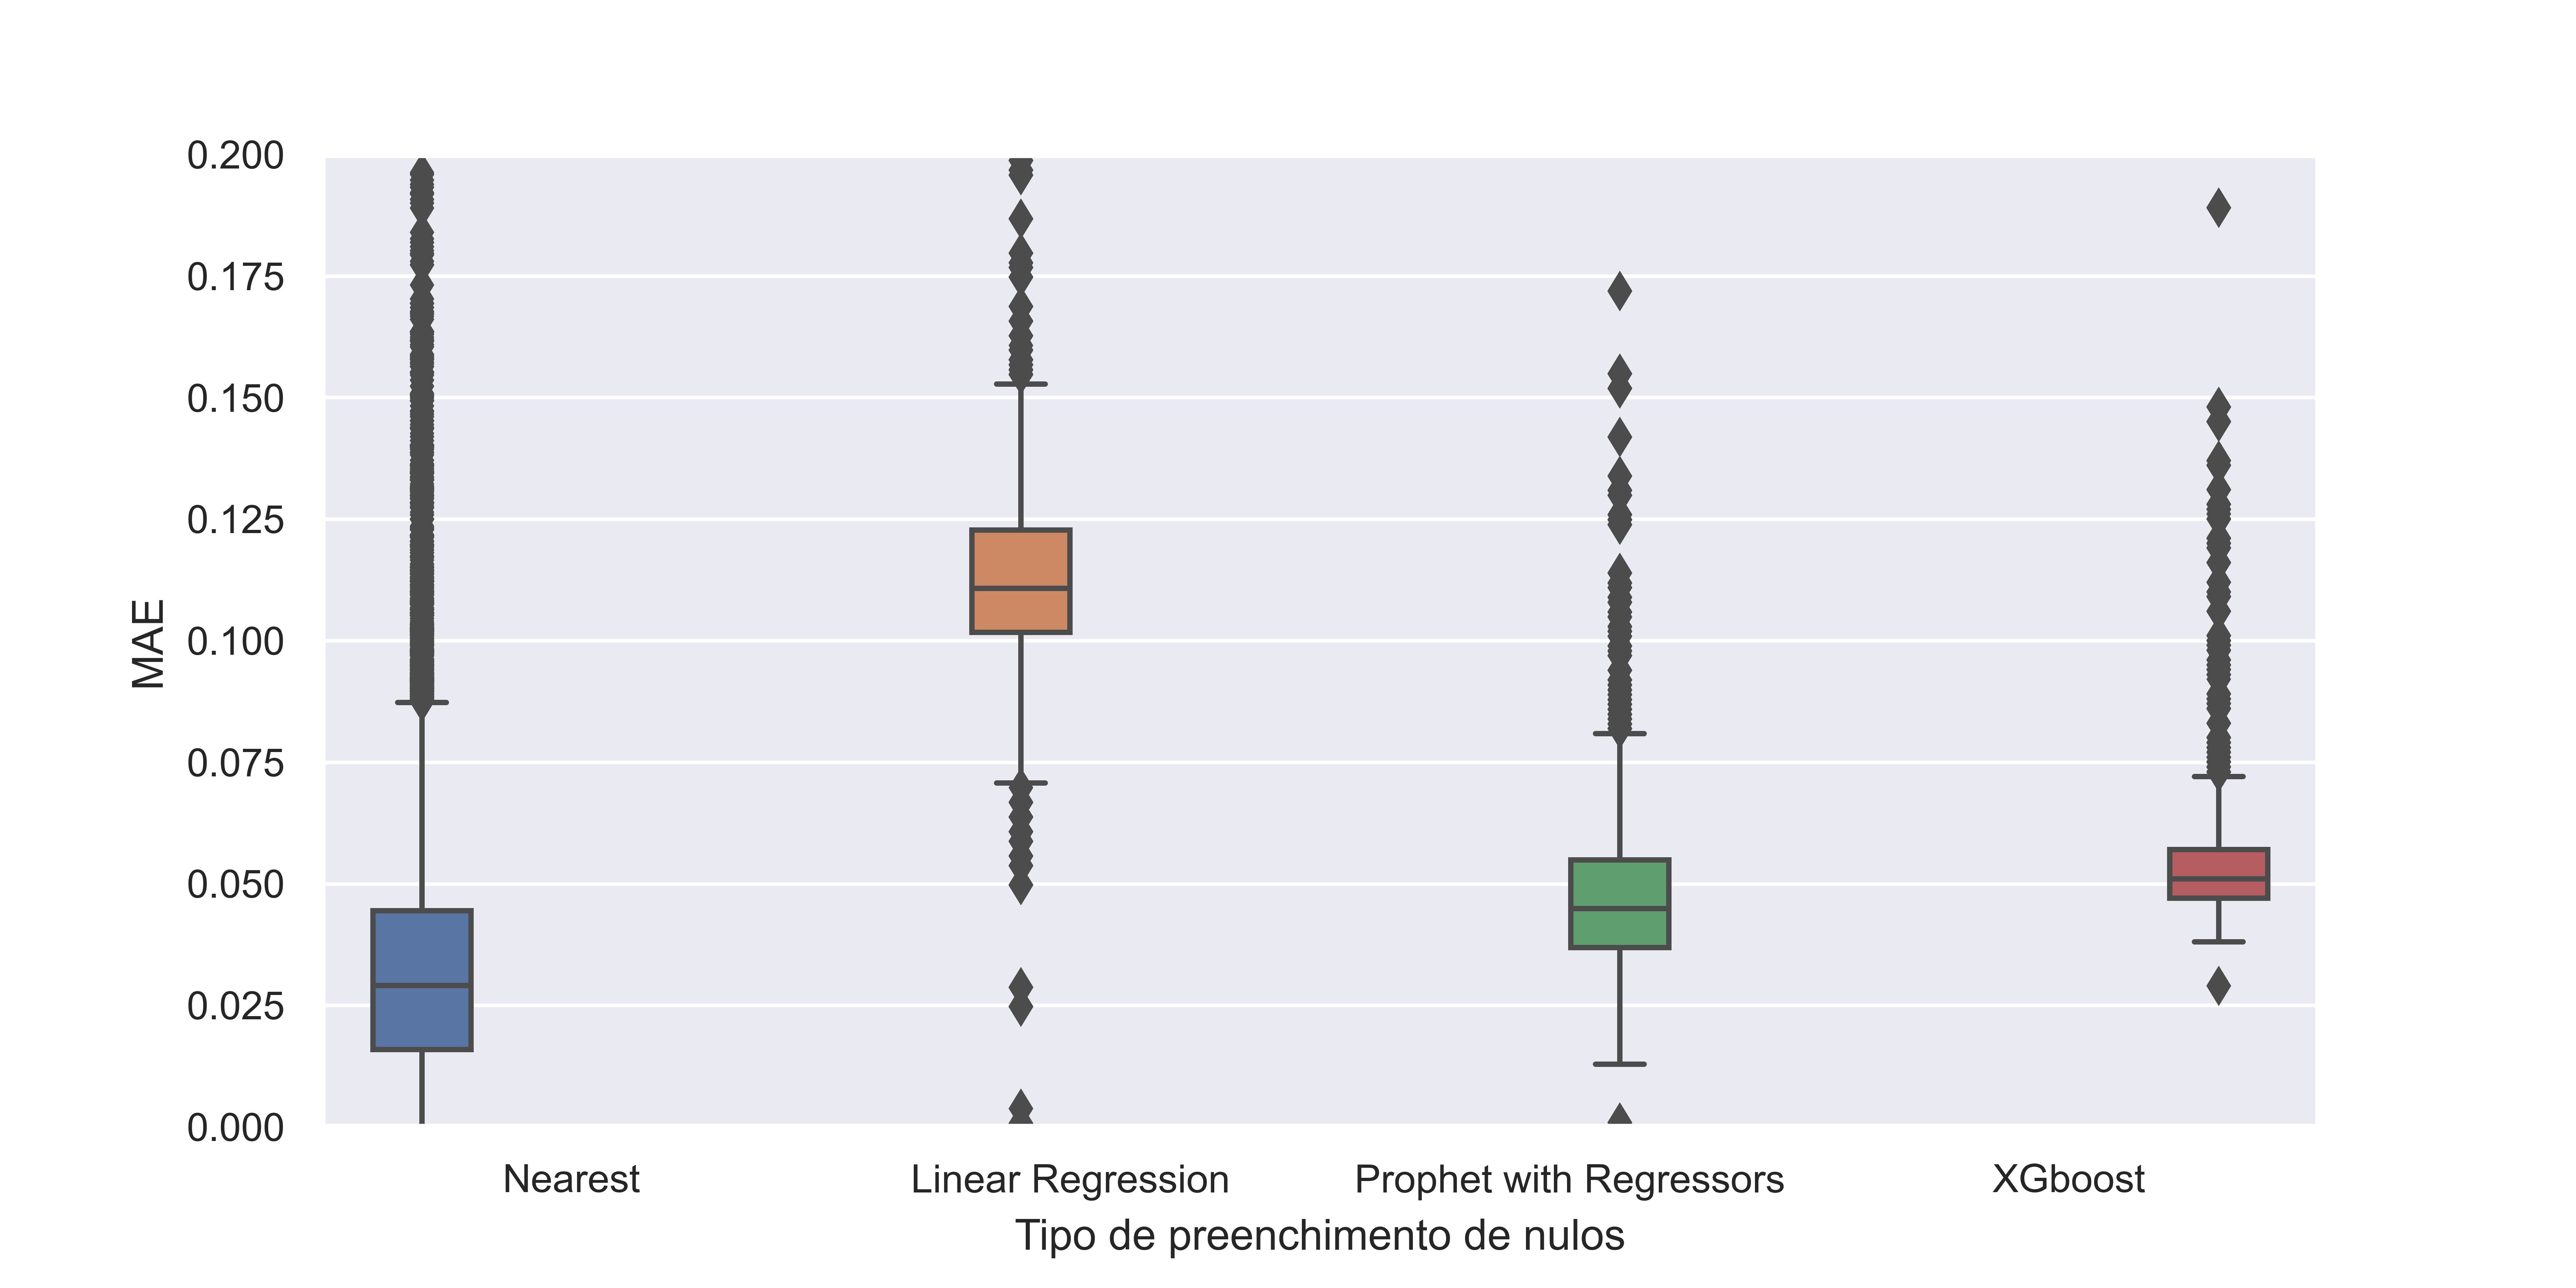 0.200
0.175
0.150
0.125
0.100
0.075
0.050
0.025
0.000
MAE
Nearest
Linear Regression
Prophet with Regressors
XGboost
Tipo de preenchimento de nulos